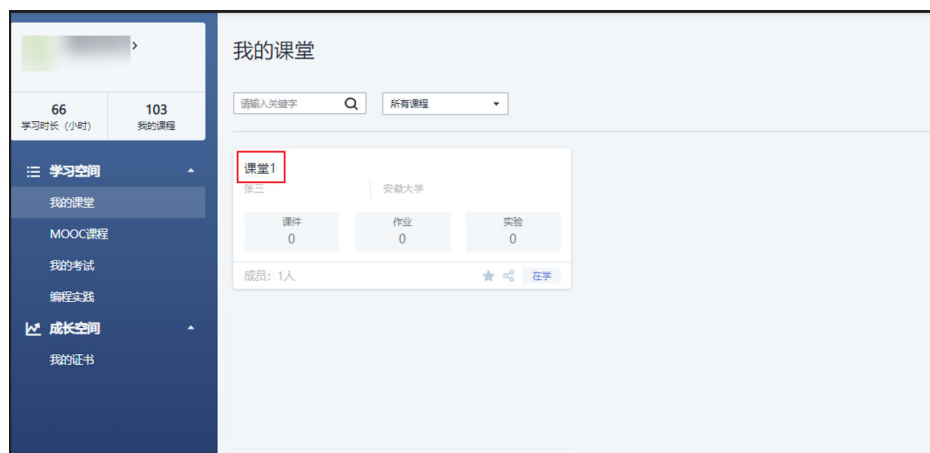 66
学习时长（小时）
103
我的课程
学习空间
我的课堂
MOOC课程
我的考试
编程实践
成长空间
我的证书
我的课堂
请输入关键字
所有课程
课堂1
张三
安徽大学
课件
0
作业
0
实验
0
成员：1人
在学